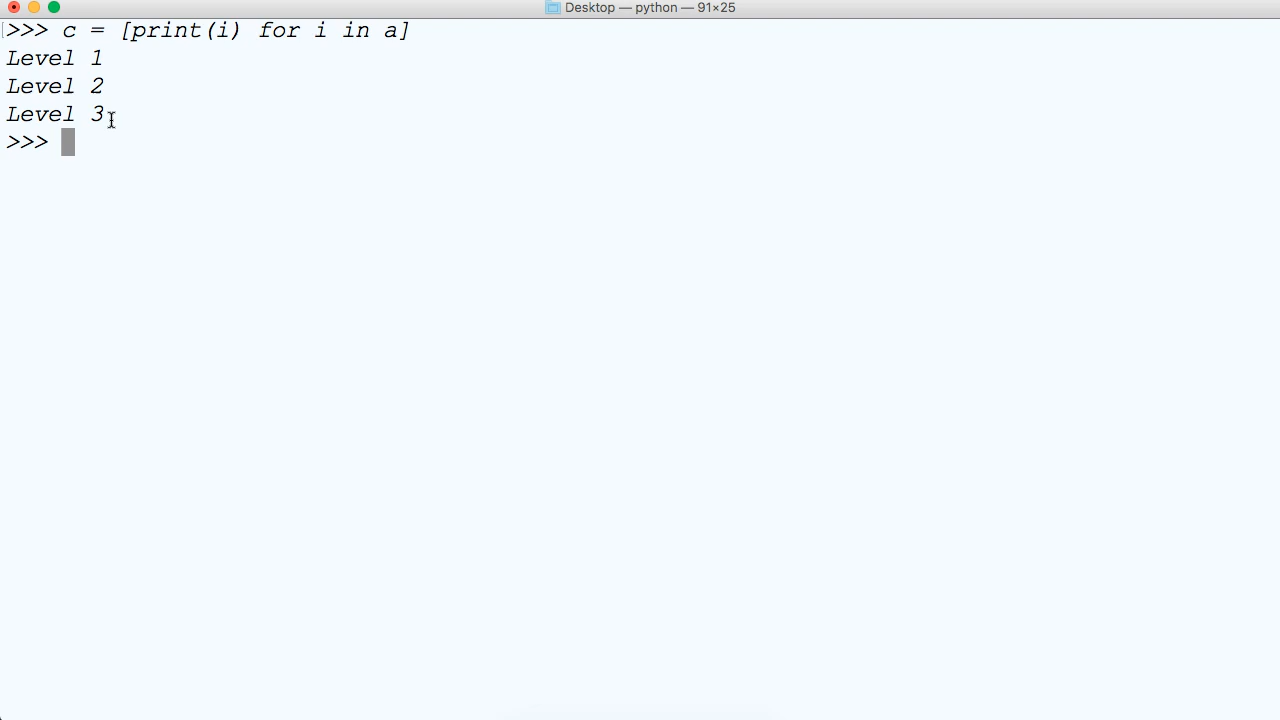 Desktop — python — 91×25
>>> c = [print(i) for i in a]
Level 1
Level 2
Level 3
>>>